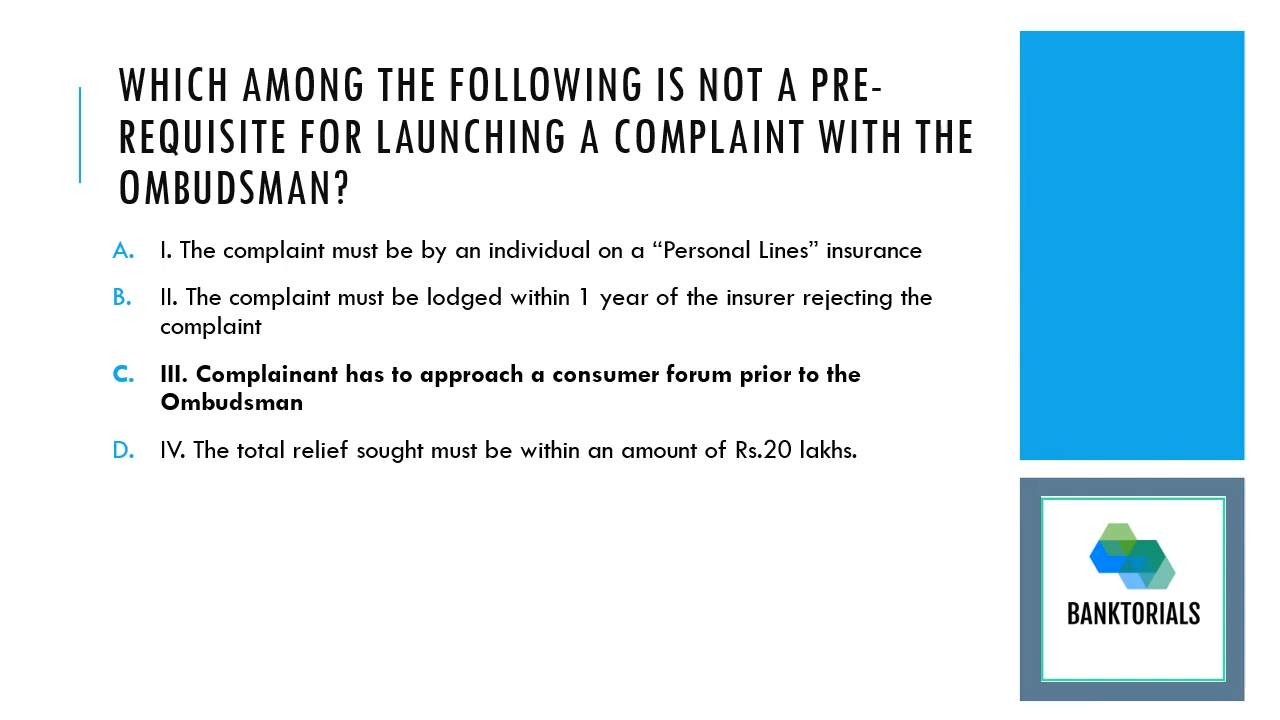 WHICH AMONG THE FOLLOWING IS NOT A PRE-
REQUISITE FOR LAUNCHING A COMPLAINT WITH THE
OMBUDSMAN?
A. I. The complaint must be by an individual on a “Personal Lines” insurance
B. II. The complaint must be lodged within 1 year of the insurer rejecting the
complaint
C. III. Complainant has to approach a consumer forum prior to the
Ombudsman
D. IV. The total relief sought must be within an amount of Rs.20 lakhs.
BANKTORIALS